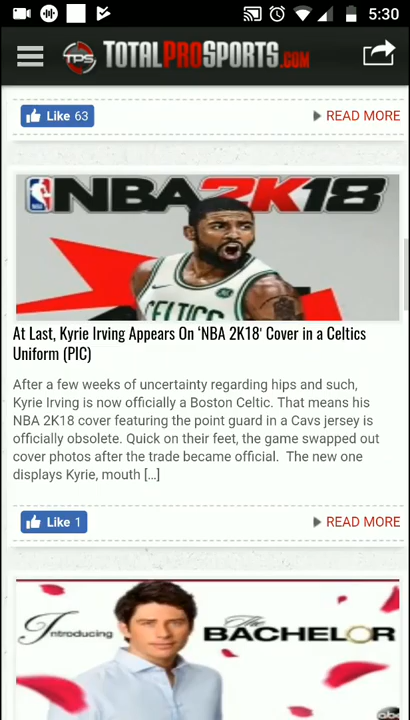 5:30
TPS TOTALPROSPORTS.COM
Like 63
READ MORE
NBA 2K18
CELTICS
At Last, Kyrie Irving Appears On ‘NBA 2K18' Cover in a Celtics
Uniform (PIC)
After a few weeks of uncertainty regarding hips and such,
Kyrie Irving is now officially a Boston Celtic. That means his
NBA 2K18 cover featuring the point guard in a Cavs jersey is
officially obsolete. Quick on their feet, the game swapped out
cover photos after the trade became official.  The new one
displays Kyrie, mouth […]
Like 1
READ MORE
Introducing
The
BACHELOR
abc